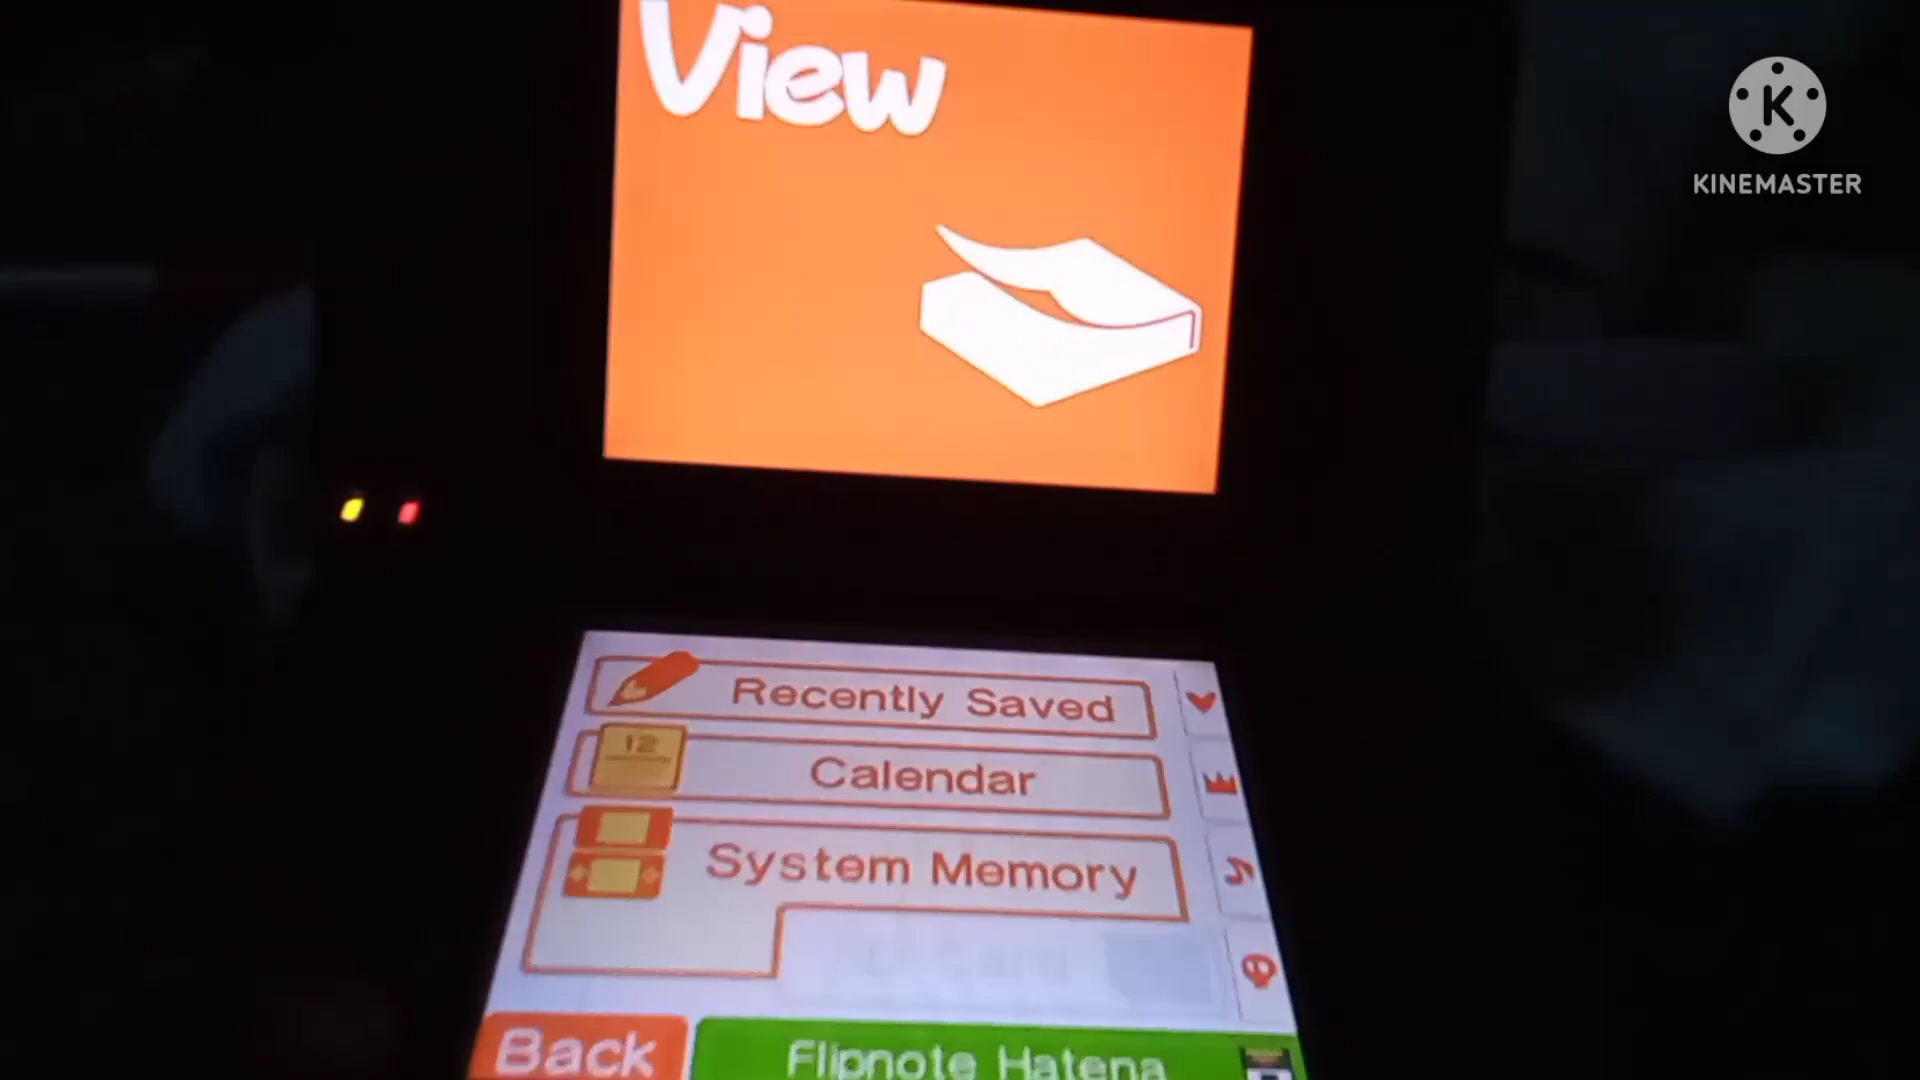 View
K
KINEMASTER
Recently Saved
12
Calendar
System Memory
Back
Flipnote Hatena